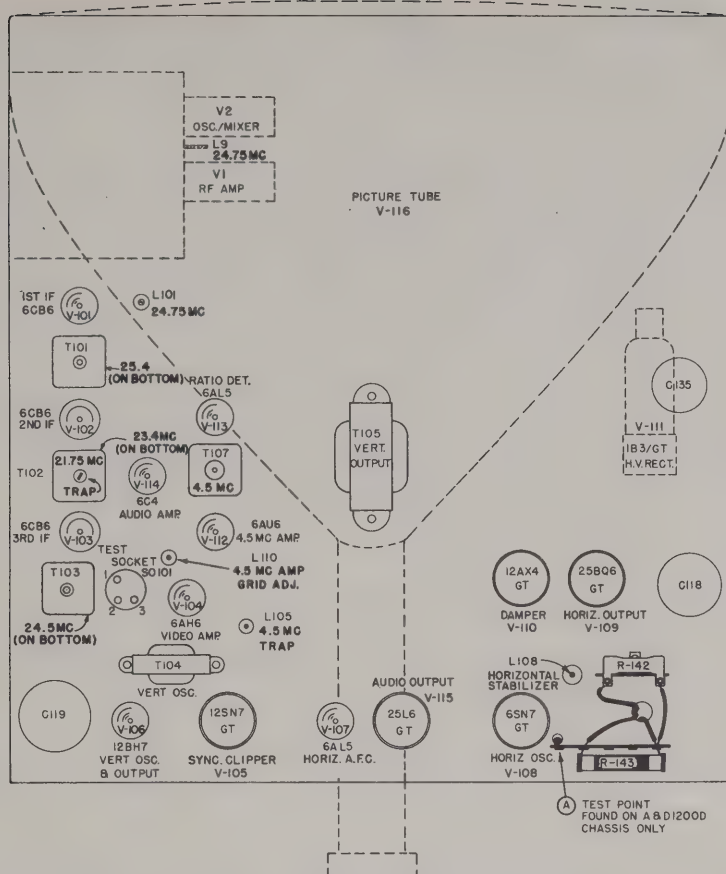 V2
OSC./MIXER
L9
24.75MC
V1
RF AMP
PICTURE TUBE
V-116
1ST IF
6CB6
V-101
L101
24.75 MC
T101
25.4
(ON BOTTOM)
RATIO DET.
6AL5
V-113
6CB6
2ND IF
V-102
23.4MC
(ON BOTTOM)
T102
21.75 MC
TRAP
V-114
6C4
AUDIO AMP.
T107
4.5 MC
T105
VERT.
OUTPUT
C135
V-111
1B3/GT
H.V. RECT.
6CB6
3RD IF
V-103
V-112
6AU6
4.5MC AMP.
TEST
SOCKET
SO101
1
2
3
L110
4.5 MC AMP
GRID ADJ.
T103
24.5MC
(ON BOTTOM)
V-104
6AH6
VIDEO AMP.
L105
4.5 MC
TRAP
12AX4
GT
DAMPER
V-110
25BQ6
GT
HORIZ. OUTPUT
V-109
C118
T104
VERT OSC.
L108
HORIZONTAL
STABILIZER
R-142
C119
V-106
12BH7
VERT OSC.
& OUTPUT
12SN7
GT
SYNC. CLIPPER
V-105
V-107
6AL5
HORIZ. A.F.C.
AUDIO OUTPUT
V-115
25L6
GT
6SN7
GT
HORIZ OSC.
V-108
R-143
A TEST POINT
FOUND ON A & D1200D
CHASSIS ONLY